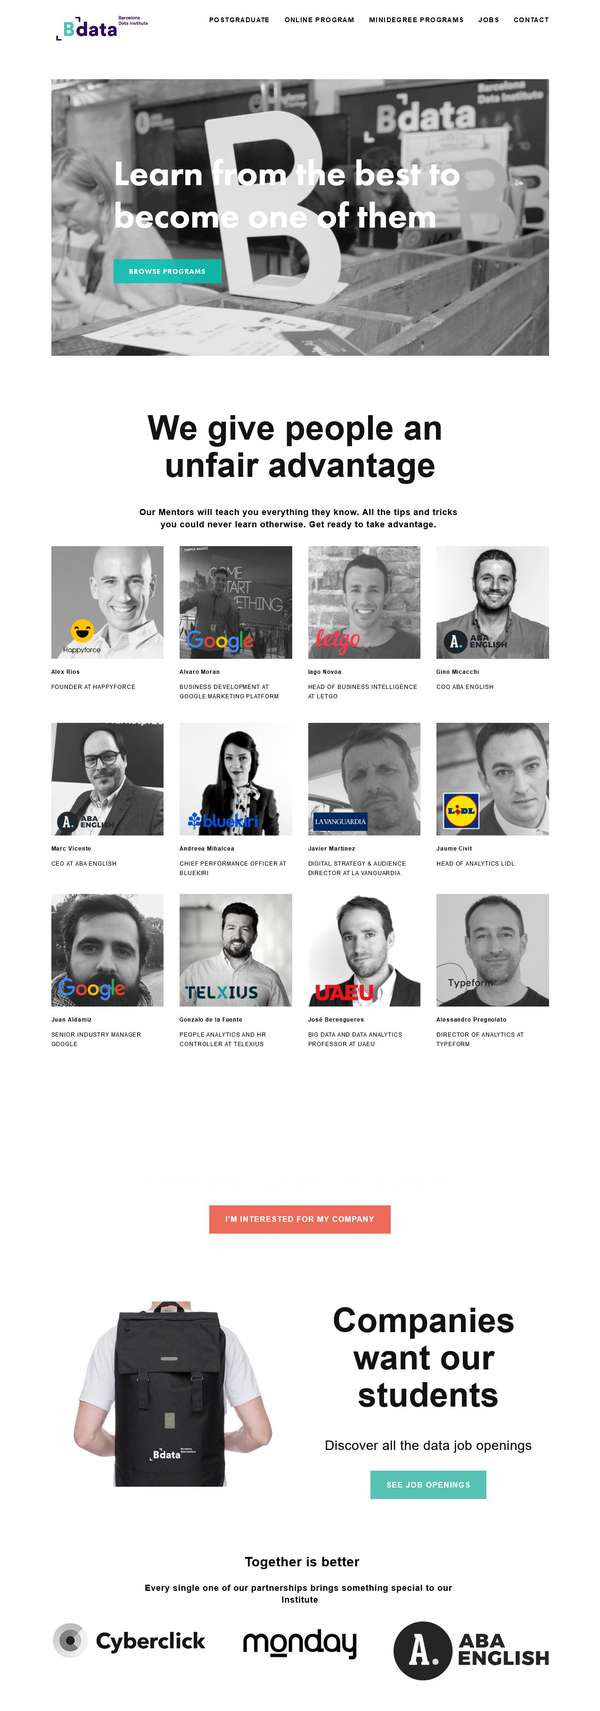 Bdata
Barcelona
Data Institute
POSTGRADUATE
ONLINE PROGRAM
MINIDEGREE PROGRAMS
JOBS
CONTACT
Bdata
Barcelona
Data Institute
Learn from the best to
become one of them
BROWSE PROGRAMS
We give people an
unfair advantage
Our Mentors will teach you everything they know. All the tips and tricks
you could never learn otherwise. Get ready to take advantage.
Happyforce
Alex Rios
FOUNDER AT HAPPYFORCE
Google
Alvaro Moran
BUSINESS DEVELOPMENT AT
GOOGLE MARKETING PLATFORM
letgo
Iago Novoa
HEAD OF BUSINESS INTELLIGENCE
AT LETGO
A.
ABA
ENGLISH
Gino Micacchi
COO ABA ENGLISH
A.
ABA
ENGLISH
Marc Vicente
CEO AT ABA ENGLISH
bluekiri
Andreea Mihalcea
CHIEF PERFORMANCE OFFICER AT
BLUEKIRI
LA VANGUARDIA
Javier Martinez
DIGITAL STRATEGY & AUDIENCE
DIRECTOR AT LA VANGUARDIA
LIDL
Jaume Civit
HEAD OF ANALYTICS LIDL
Google
Juan Aldamiz
SENIOR INDUSTRY MANAGER
GOOGLE
TELXIUS
Gonzalo de la Fuente
PEOPLE ANALYTICS AND HR
CONTROLLER AT TELEXIUS
UAEU
José Berengueres
BIG DATA AND DATA ANALYTICS
PROFESSOR AT UAEU
Typeform
Alessandro Pregnolato
DIRECTOR OF ANALYTICS AT
TYPEFORM
I'M INTERESTED FOR MY COMPANY
Bdata
Companies
want our
students
Discover all the data job openings
SEE JOB OPENINGS
Together is better
Every single one of our partnerships brings something special to our
Institute
Cyberclick
monday
A.
ABA
ENGLISH